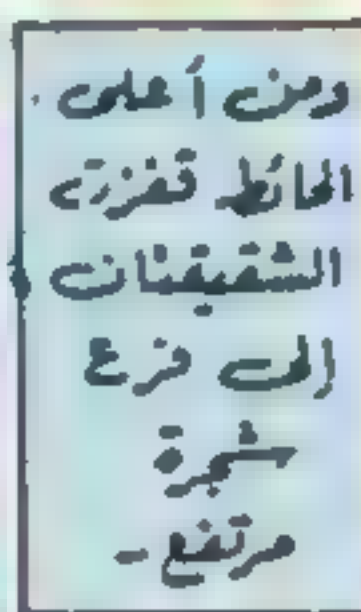 ومن أعلى
الحائط قفزت
الشقيقتان
إلى فرع
شجرة
مرتفع -